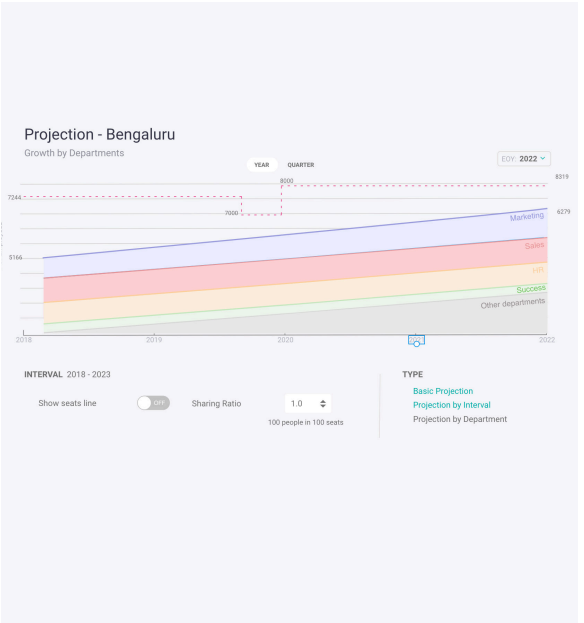 Projection - Bengaluru
Growth by Departments
YEAR QUARTER
EOY: 2022
8000
8319
7244
7000
6279
Marketing
5166
Sales
HR
Success
Other departments
2018 2019 2020 2021 2022
INTERVAL 2018 - 2023
TYPE
Show seats line OFF Sharing Ratio 1.0
100 people in 100 seats
Basic Projection
Projection by Interval
Projection by Department